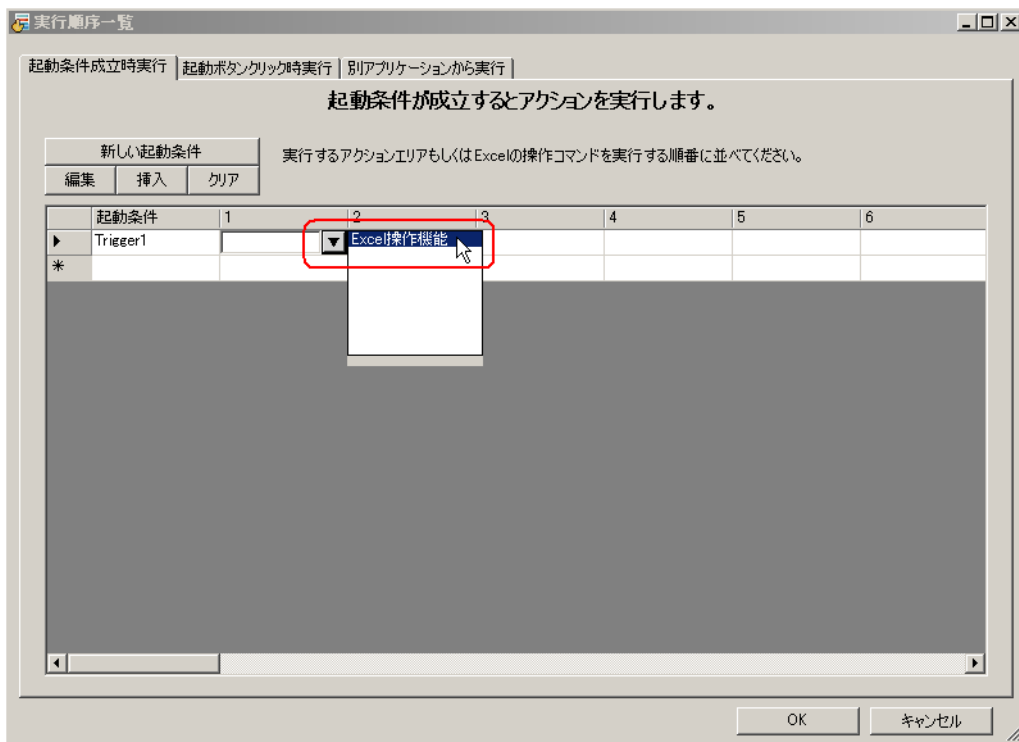 実行順序一覧
起動条件成立時実行 起動ボタンクリック時実行 別アプリケーションから実行
起動条件が成立するとアクションを実行します。
新しい起動条件
実行するアクションエリアもしくはExcelの操作コマンドを実行する順番に並べてください。
編集 挿入 クリア
起動条件 1 2 3 4 5 6
Trigger1 Excel操作機能
OK キャンセル